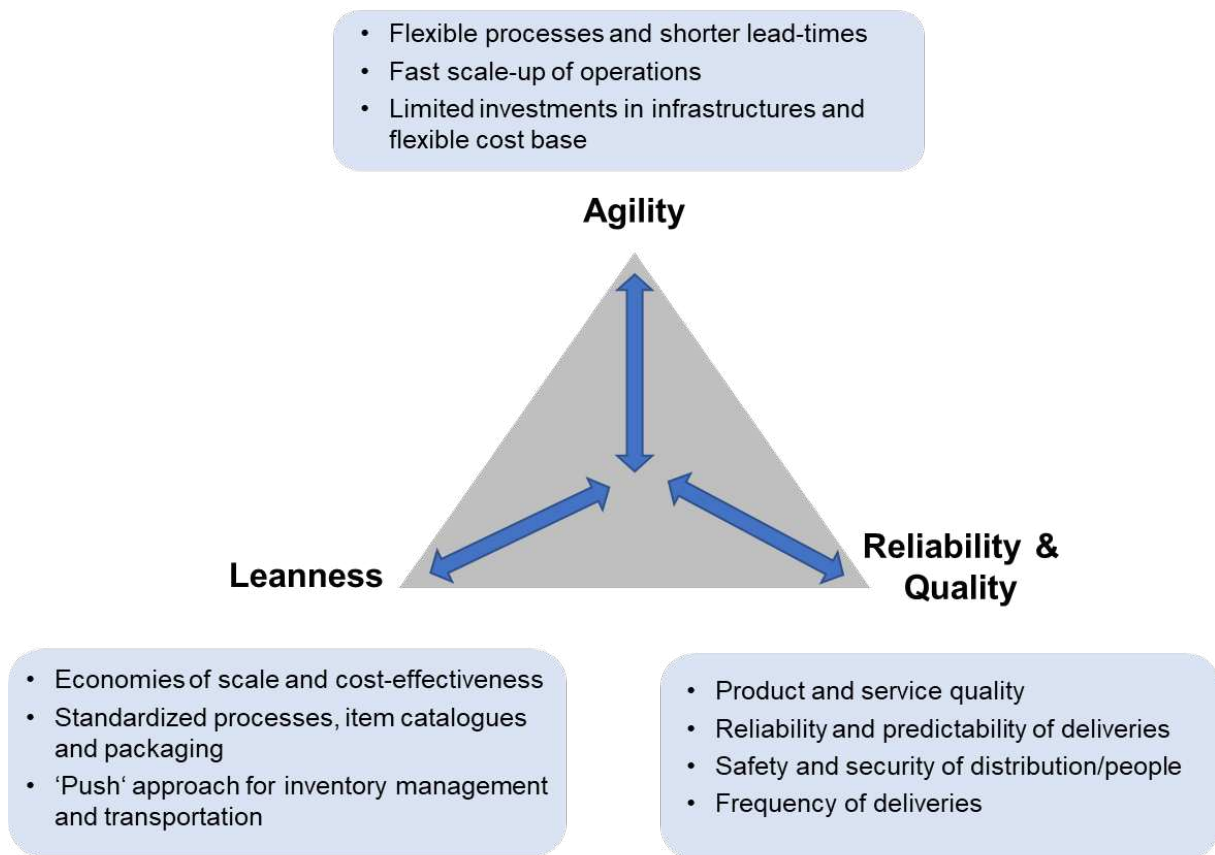 • Flexible processes and shorter lead-times
• Fast scale-up of operations
• Limited investments in infrastructures and
flexible cost base
Agility
Leanness
Reliability &
Quality
• Economies of scale and cost-effectiveness
• Standardized processes, item catalogues
and packaging
• ‘Push‘ approach for inventory management
and transportation
• Product and service quality
• Reliability and predictability of deliveries
• Safety and security of distribution/people
• Frequency of deliveries